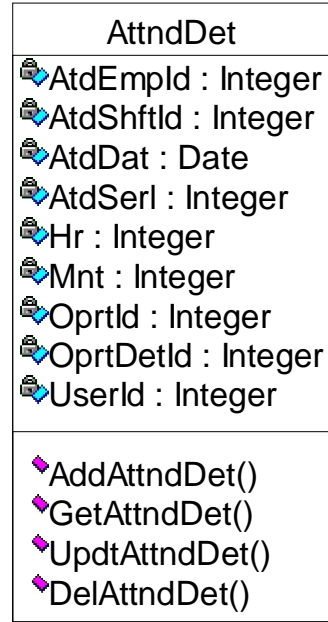 AttndDet
AtdEmpId : Integer
AtdShftId : Integer
AtdDat : Date
AtdSerl : Integer
Hr : Integer
Mnt : Integer
OprtId : Integer
OprtDetId : Integer
UserId : Integer
AddAttndDet()
GetAttndDet()
UpdtAttndDet()
DelAttndDet()